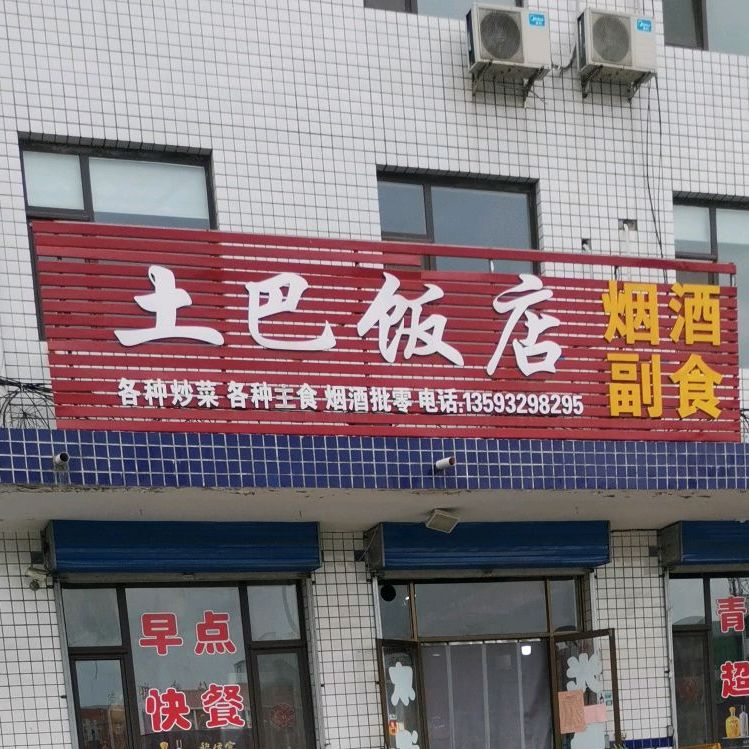 土巴饭店
烟酒
副食
各种炒菜 各种主食 烟酒批零 电话:13593298295
早点
快餐
青
超